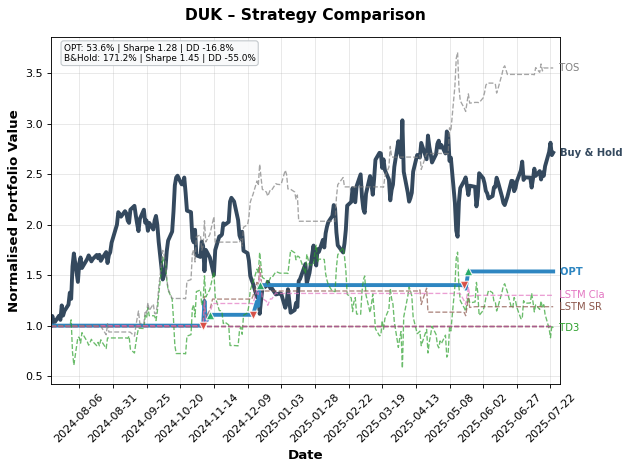 DUK – Strategy Comparison
OPT: 53.6% | Sharpe 1.28 | DD -16.8%
B&Hold: 171.2% | Sharpe 1.45 | DD -55.0%
TOS
Buy & Hold
OPT
LSTM Cla
LSTM SR
TD3
Normalised Portfolio Value
3.5
3.0
2.5
2.0
1.5
1.0
0.5
2024-08-06
2024-08-31
2024-09-25
2024-10-20
2024-11-14
2024-12-09
2025-01-03
2025-01-28
2025-02-22
2025-03-19
2025-04-13
2025-05-08
2025-06-02
2025-06-27
2025-07-22
Date